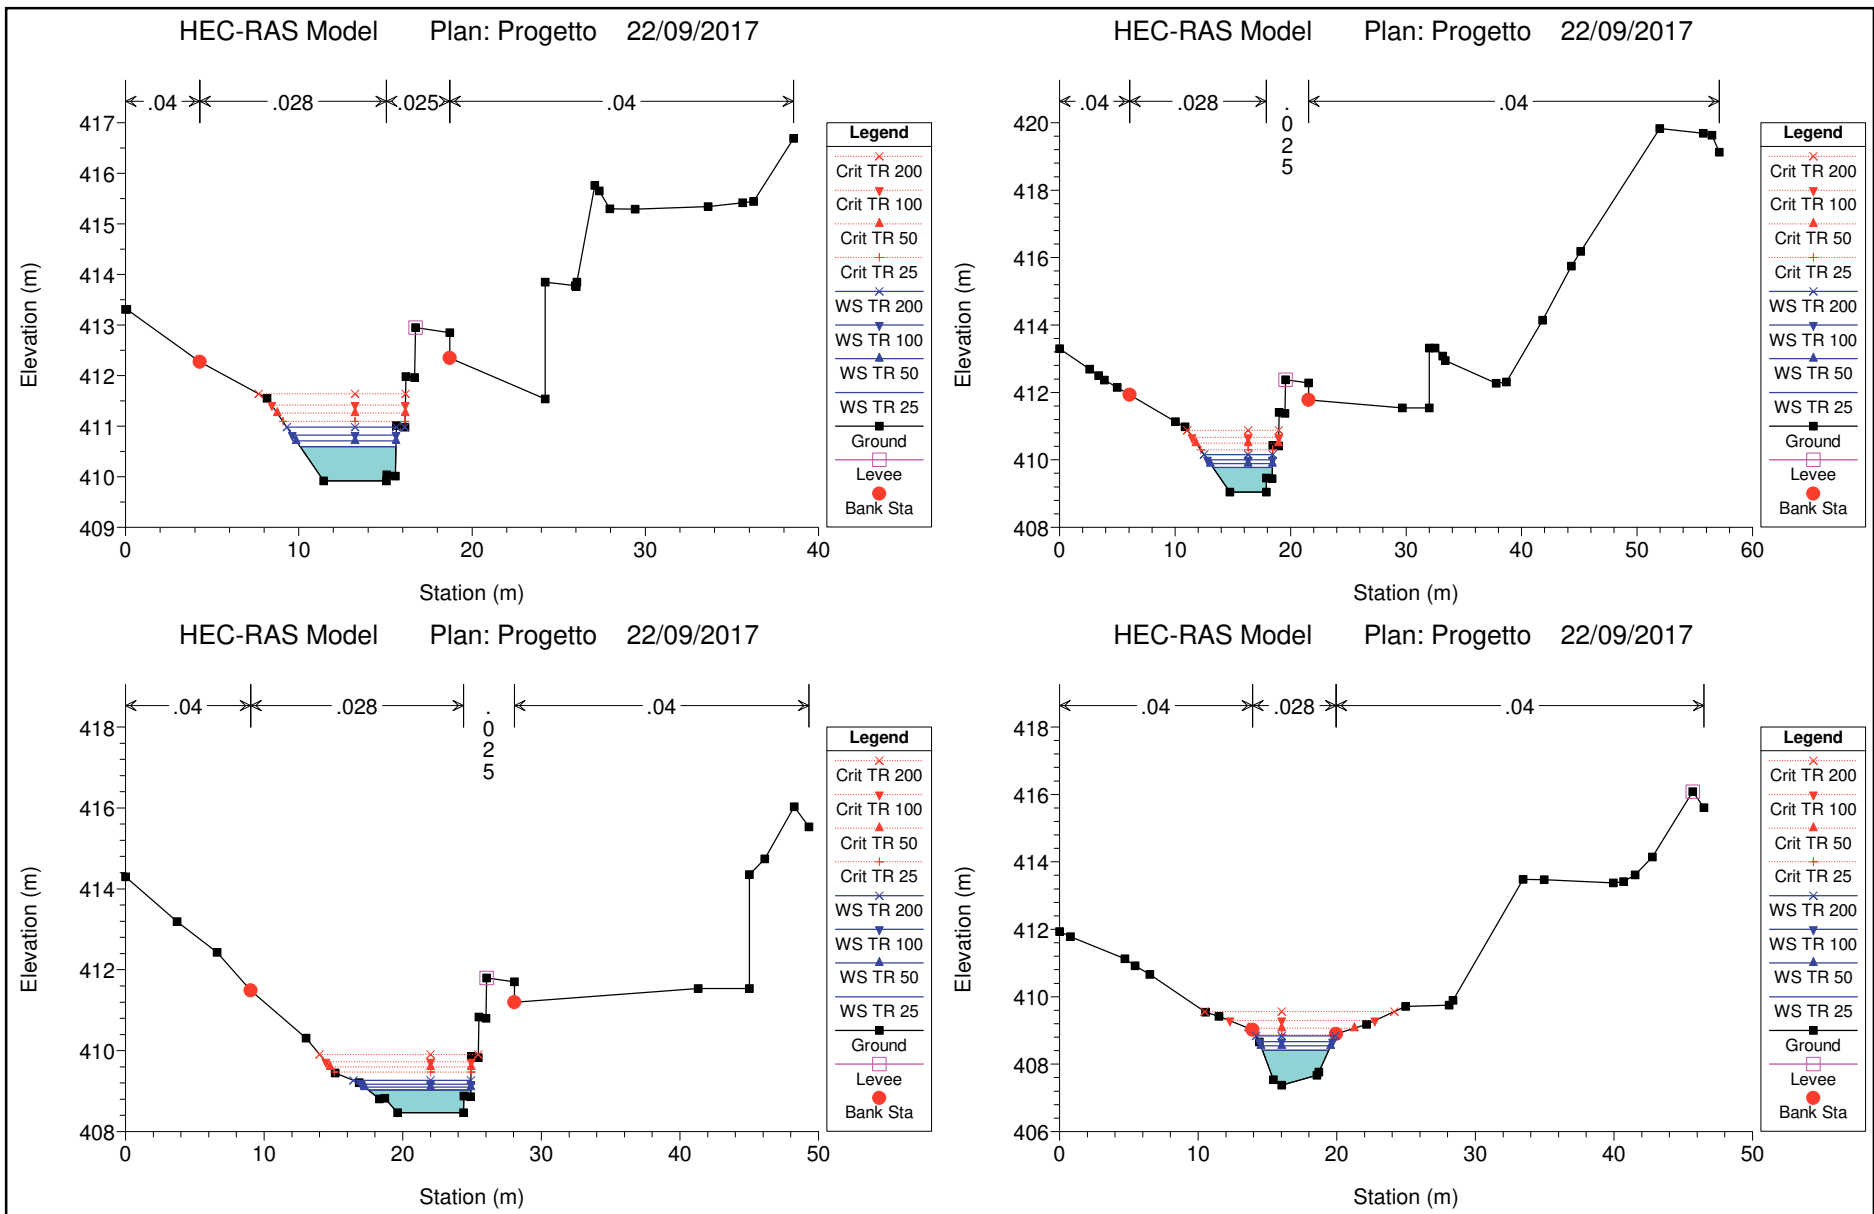 HEC-RAS Model Plan: Progetto 22/09/2017
.04 .028 .025 .04
417
416
415
414
413
412
411
410
409
Elevation (m)
0 10 20 30 40
Station (m)
Legend
Crit TR 200
Crit TR 100
Crit TR 50
Crit TR 25
WS TR 200
WS TR 100
WS TR 50
WS TR 25
Ground
Levee
Bank Sta
HEC-RAS Model Plan: Progetto 22/09/2017
.04 .028 .025 .04
420
418
416
414
412
410
408
Elevation (m)
0 10 20 30 40 50 60
Station (m)
Legend
Crit TR 200
Crit TR 100
Crit TR 50
Crit TR 25
WS TR 200
WS TR 100
WS TR 50
WS TR 25
Ground
Levee
Bank Sta
HEC-RAS Model Plan: Progetto 22/09/2017
.04 .028 .025 .04
418
416
414
412
410
408
Elevation (m)
0 10 20 30 40 50
Station (m)
Legend
Crit TR 200
Crit TR 100
Crit TR 50
Crit TR 25
WS TR 200
WS TR 100
WS TR 50
WS TR 25
Ground
Levee
Bank Sta
HEC-RAS Model Plan: Progetto 22/09/2017
.04 .028 .04
418
416
414
412
410
408
406
Elevation (m)
0 10 20 30 40 50
Station (m)
Legend
Crit TR 200
Crit TR 100
Crit TR 50
Crit TR 25
WS TR 200
WS TR 100
WS TR 50
WS TR 25
Ground
Levee
Bank Sta